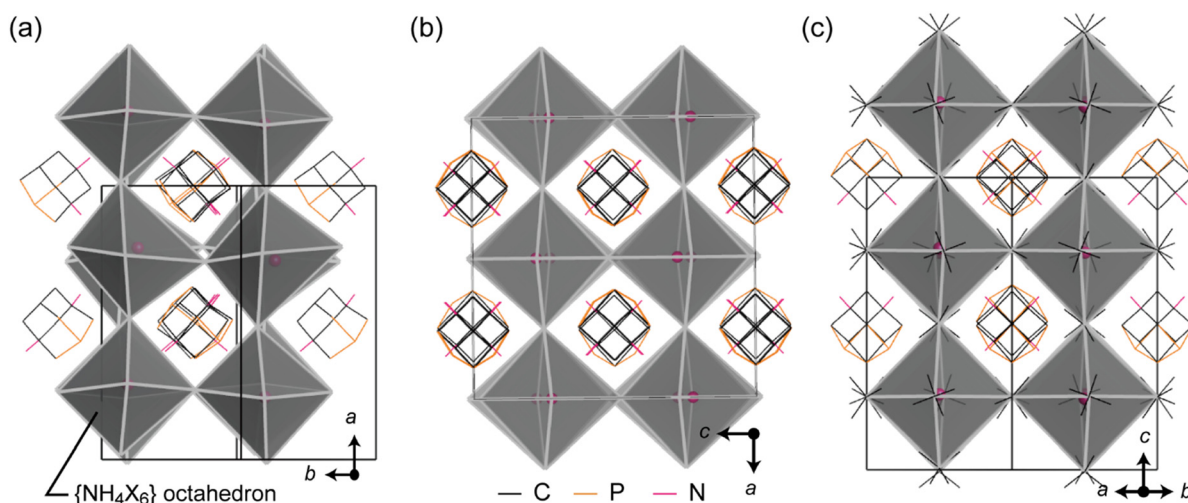 (a)
(b)
(c)
a
b
{NH₄X₆} octahedron
c
a
C P N
c
a b